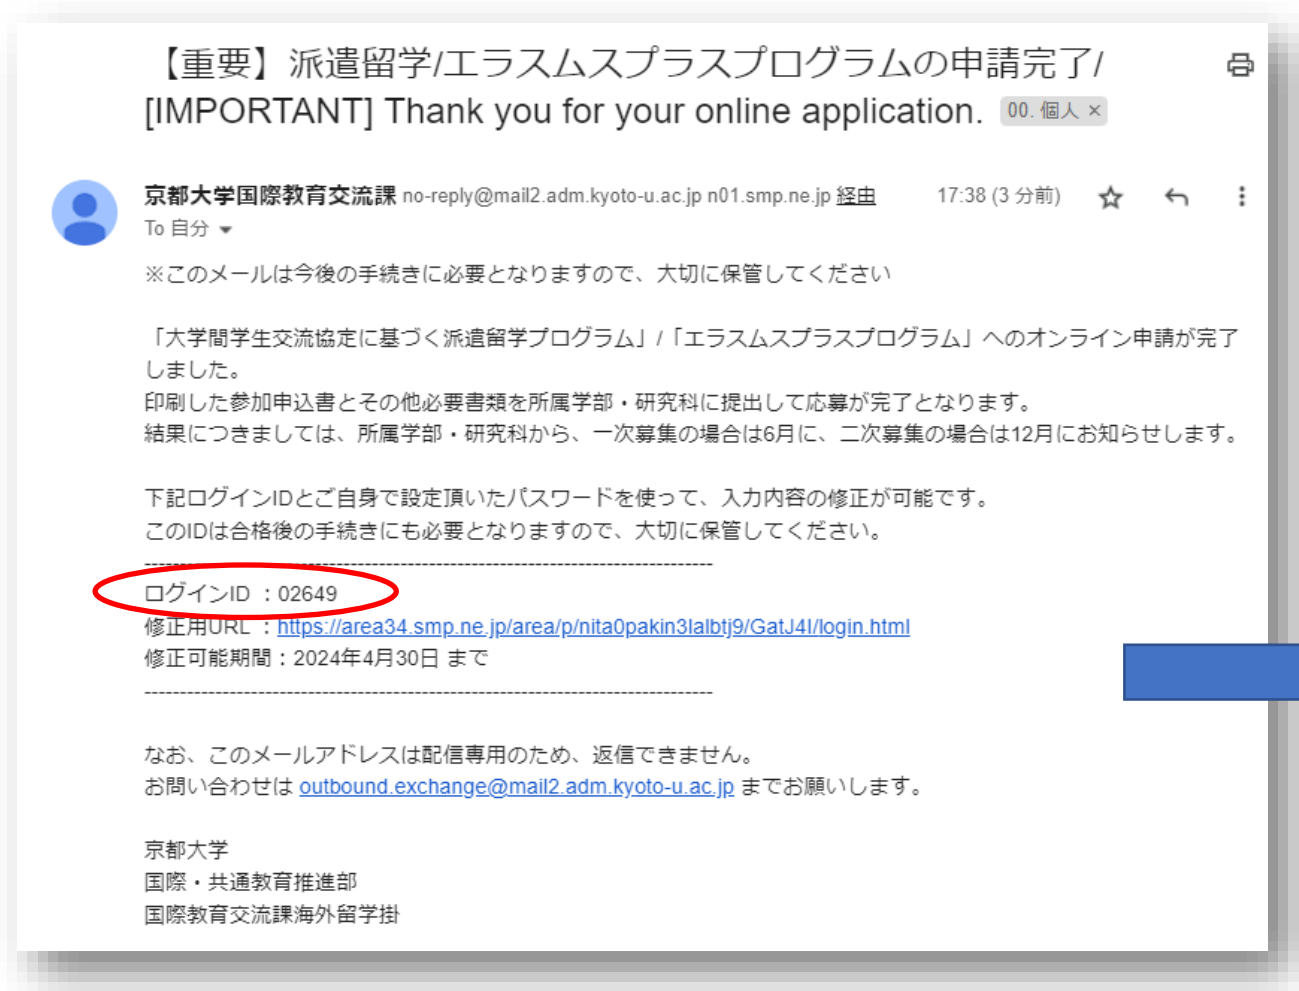 【重要】派遣留学/エラスムスプラスプログラムの申請完了/
[IMPORTANT] Thank you for your online application. 00. 個人 ×
京都大学国際教育交流課 no-reply@mail2.adm.kyoto-u.ac.jp n01.smp.ne.jp 経由 17:38 (3 分前)
To 自分
※このメールは今後の手続きに必要となりますので、大切に保管してください
「大学間学生交流協定に基づく派遣留学プログラム」/「エラスムスプラスプログラム」へのオンライン申請が完了
しました。
印刷した参加申込書とその他必要書類を所属学部・研究科に提出して応募が完了となります。
結果につきましては、所属学部・研究科から、一次募集の場合は6月に、二次募集の場合は12月にお知らせします。
下記ログインIDとご自身で設定頂いたパスワードを使って、入力内容の修正が可能です。
このIDは合格後の手続きにも必要となりますので、大切に保管してください。
--------------------------------------------------------------------------------
ログインID ：02649
修正用URL ：https://area34.smp.ne.jp/area/p/nita0pakin3lalbtj9/GatJ4I/login.html
修正可能期間：2024年4月30日 まで
--------------------------------------------------------------------------------
なお、このメールアドレスは配信専用のため、返信できません。
お問い合わせは outbound.exchange@mail2.adm.kyoto-u.ac.jp までお願いします。
京都大学
国際・共通教育推進部
国際教育交流課海外留学掛